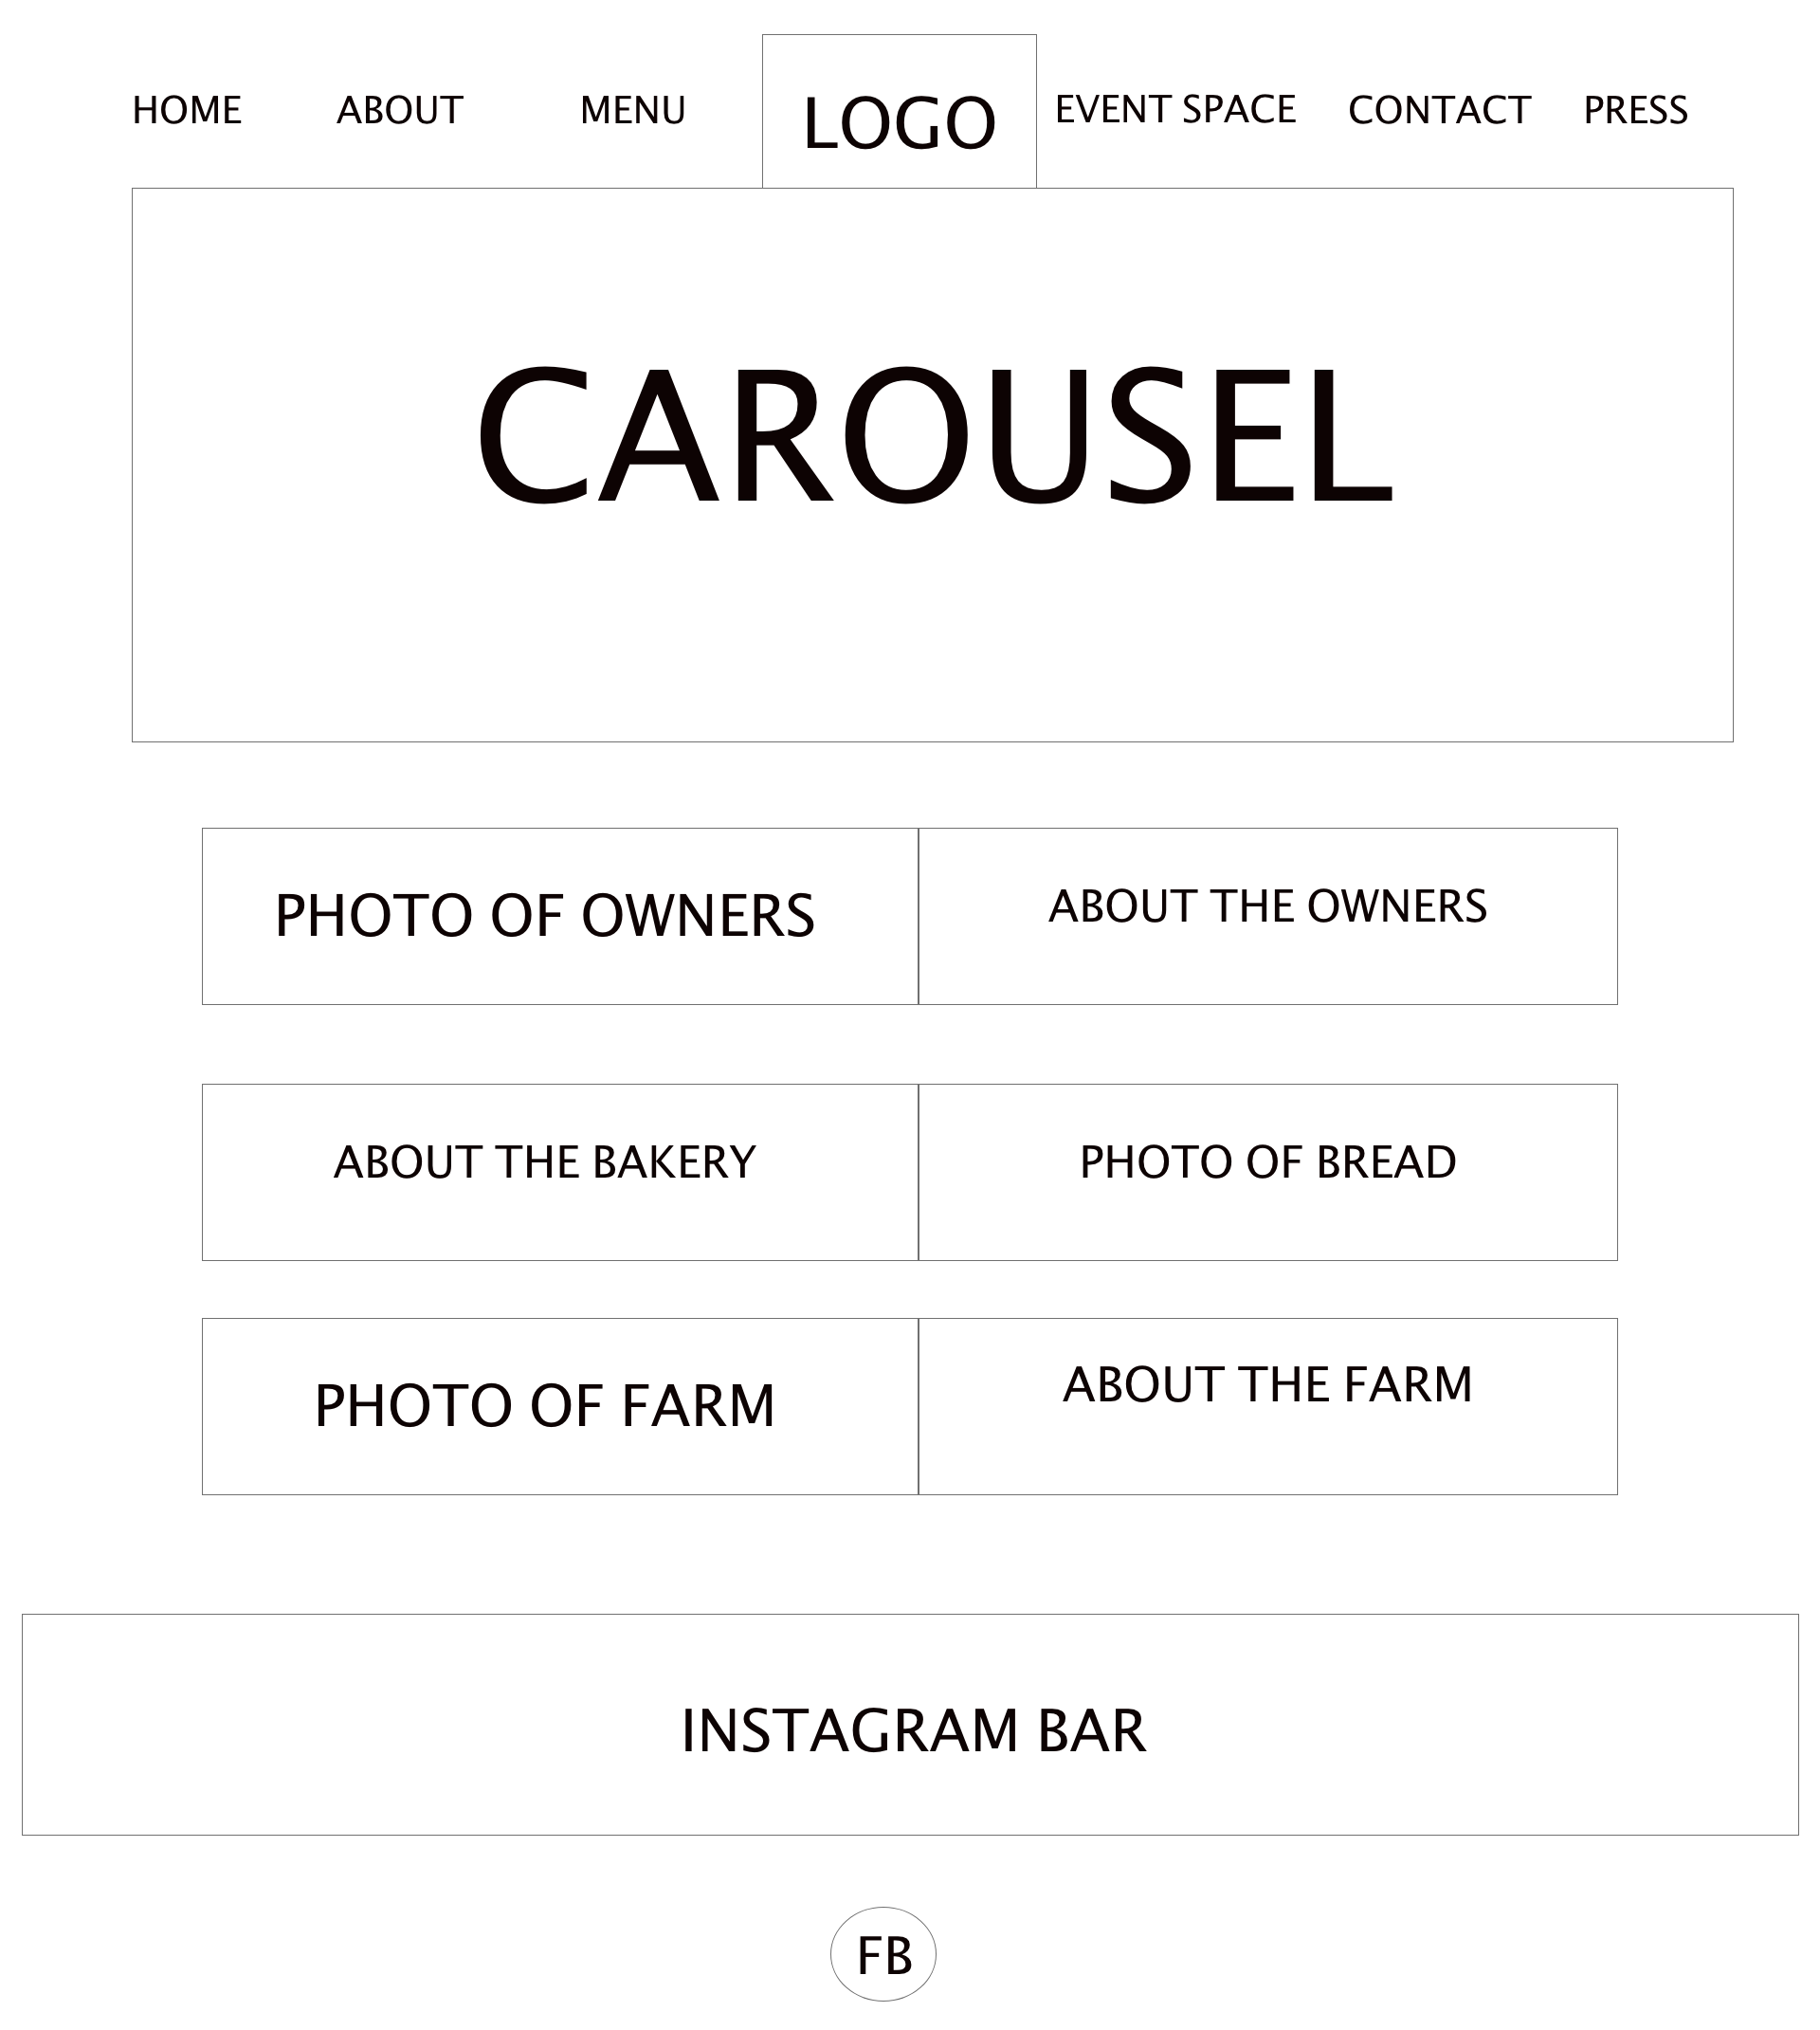 HOME
ABOUT
MENU
LOGO
EVENT SPACE
CONTACT
PRESS
CAROUSEL
PHOTO OF OWNERS
ABOUT THE OWNERS
ABOUT THE BAKERY
PHOTO OF BREAD
PHOTO OF FARM
ABOUT THE FARM
INSTAGRAM BAR
FB